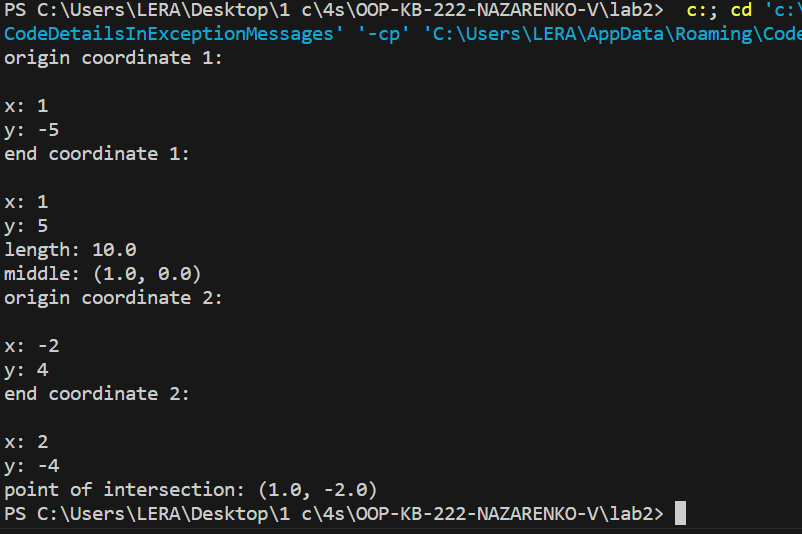 PS C:\Users\LERA\Desktop\1 c\4s\OOP-KB-222-NAZARENKO-V\lab2>  c:; cd 'c:\
CodeDetailsInExceptionMessages' '-cp' 'C:\Users\LERA\AppData\Roaming\Code
origin coordinate 1:
x: 1
y: -5
end coordinate 1:
x: 1
y: 5
length: 10.0
middle: (1.0, 0.0)
origin coordinate 2:
x: -2
y: 4
end coordinate 2:
x: 2
y: -4
point of intersection: (1.0, -2.0)
PS C:\Users\LERA\Desktop\1 c\4s\OOP-KB-222-NAZARENKO-V\lab2>